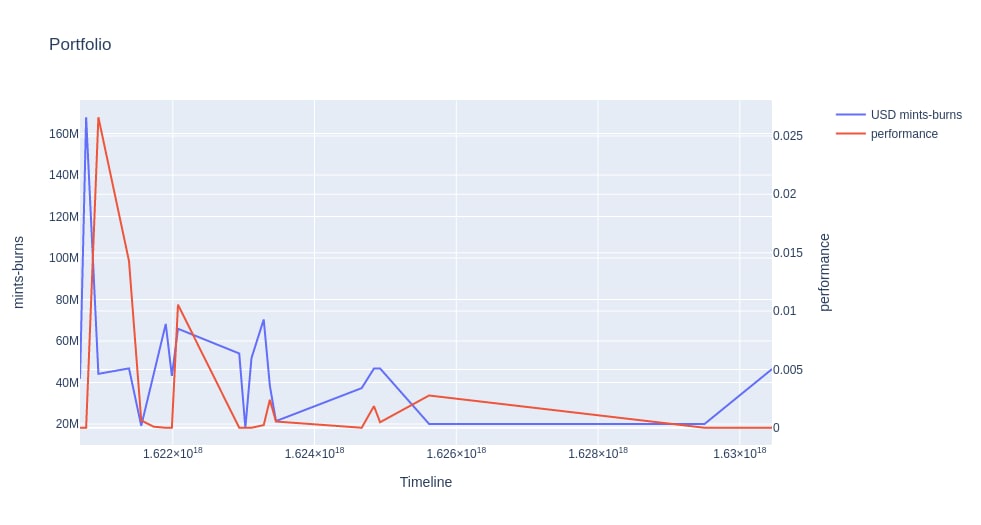 Portfolio
USD mints-burns
performance
160M
140M
120M
100M
80M
60M
40M
20M
mints-burns
0.025
0.02
0.015
0.01
0.005
0
performance
1.622×10¹⁸
1.624×10¹⁸
1.626×10¹⁸
1.628×10¹⁸
1.63×10¹⁸
Timeline